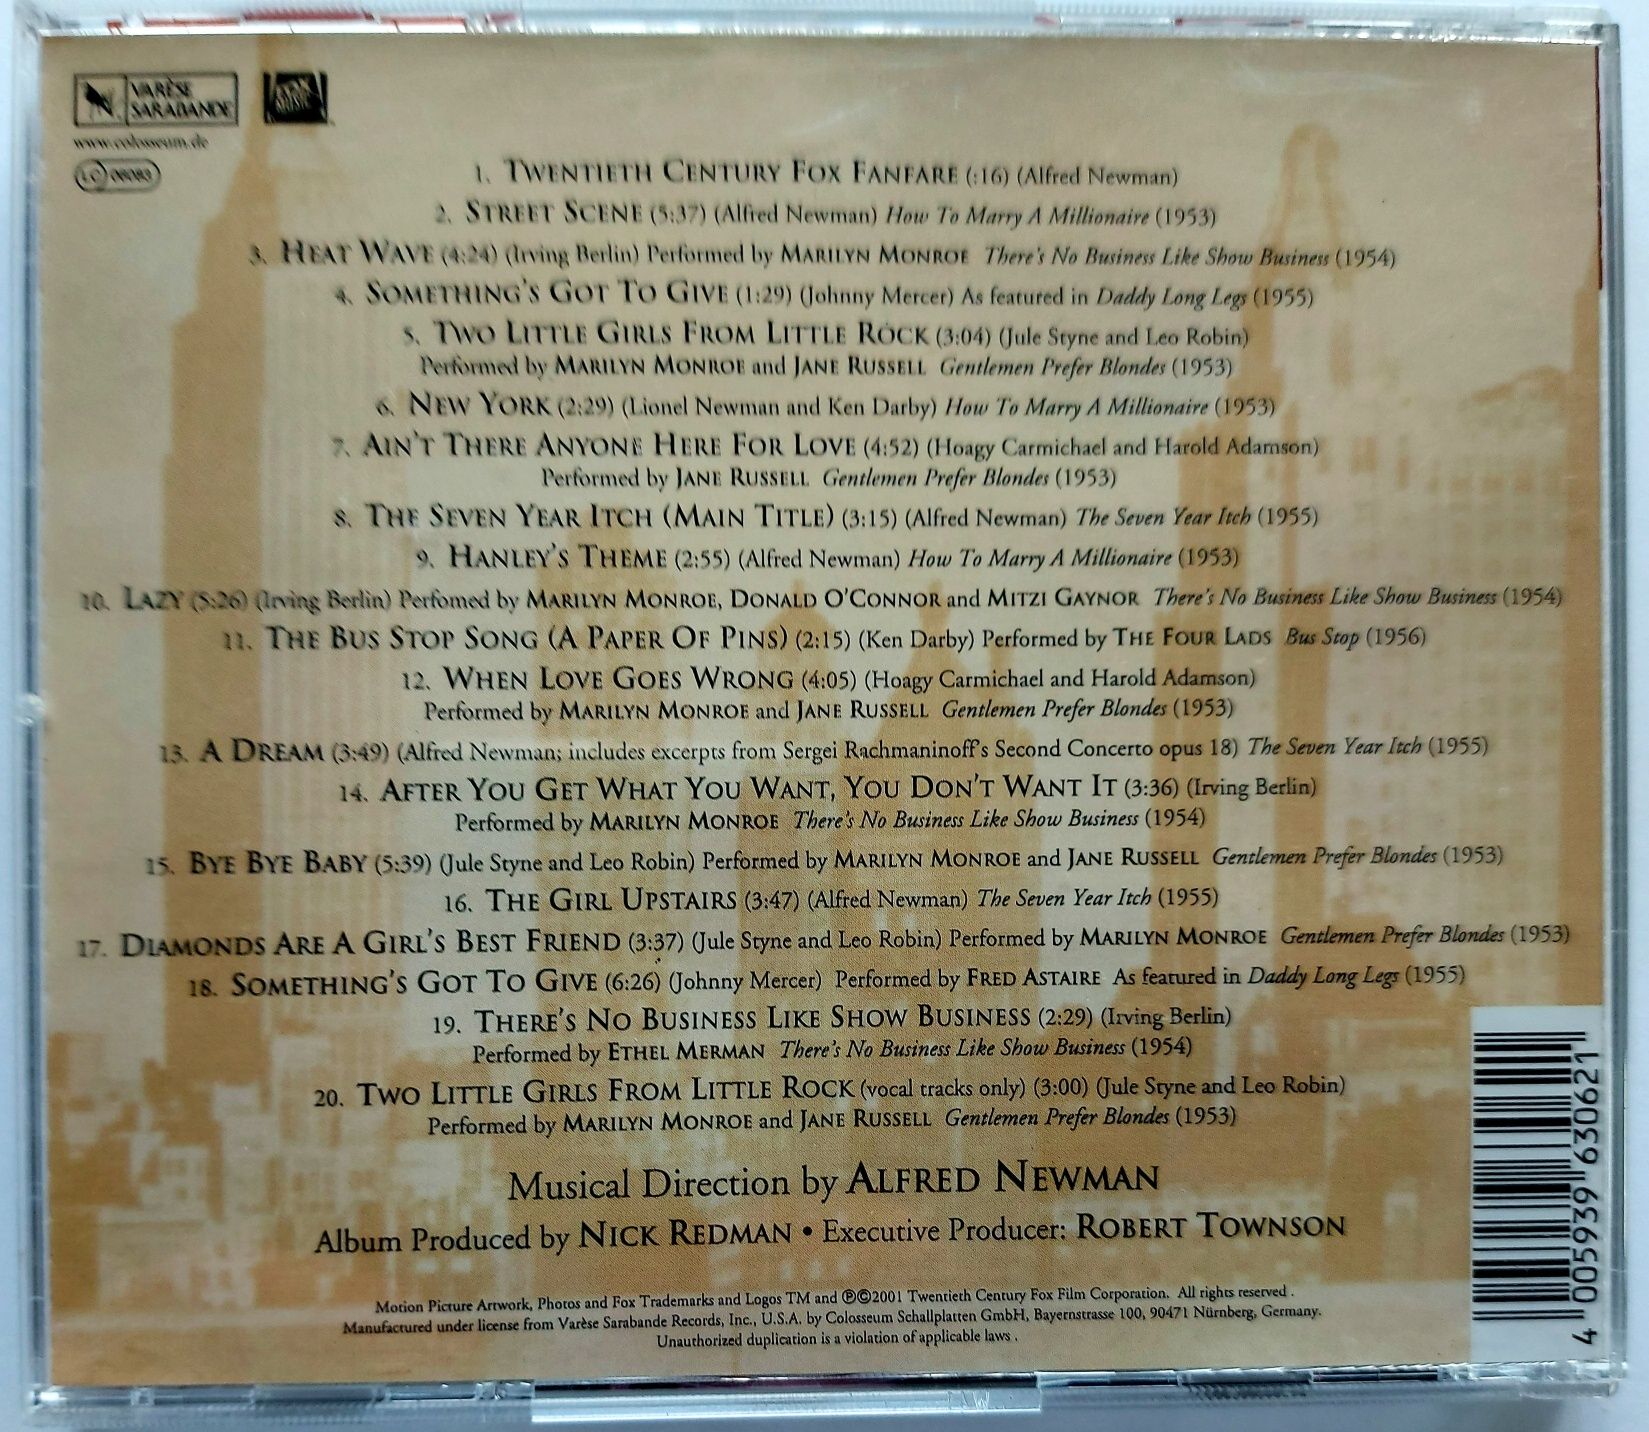 VARÈSE
SARABANDE
FOX
MUSIC
www.colosseum.de
LC 06083
1. TWENTIETH CENTURY FOX FANFARE (:16) (Alfred Newman)
2. STREET SCENE (5:37) (Alfred Newman) How To Marry A Millionaire (1953)
3. HEAT WAVE (4:24) (Irving Berlin) Performed by MARILYN MONROE There's No Business Like Show Business (1954)
4. SOMETHING'S GOT TO GIVE (1:29) (Johnny Mercer) As featured in Daddy Long Legs (1955)
5. TWO LITTLE GIRLS FROM LITTLE ROCK (3:04) (Jule Styne and Leo Robin)
Performed by MARILYN MONROE and JANE RUSSELL Gentlemen Prefer Blondes (1953)
6. NEW YORK (2:29) (Lionel Newman and Ken Darby) How To Marry A Millionaire (1953)
7. AIN'T THERE ANYONE HERE FOR LOVE (4:52) (Hoagy Carmichael and Harold Adamson)
Performed by JANE RUSSELL Gentlemen Prefer Blondes (1953)
8. THE SEVEN YEAR ITCH (MAIN TITLE) (3:15) (Alfred Newman) The Seven Year Itch (1955)
9. HANLEY'S THEME (2:55) (Alfred Newman) How To Marry A Millionaire (1953)
10. LAZY (5:26) (Irving Berlin) Perfomed by MARILYN MONROE, DONALD O'CONNOR and MITZI GAYNOR There's No Business Like Show Business (1954)
11. THE BUS STOP SONG (A PAPER OF PINS) (2:15) (Ken Darby) Performed by THE FOUR LADS Bus Stop (1956)
12. WHEN LOVE GOES WRONG (4:05) (Hoagy Carmichael and Harold Adamson)
Performed by MARILYN MONROE and JANE RUSSELL Gentlemen Prefer Blondes (1953)
13. A DREAM (3:49) (Alfred Newman; includes excerpts from Sergei Rachmaninoff's Second Concerto opus 18) The Seven Year Itch (1955)
14. AFTER YOU GET WHAT YOU WANT, YOU DON'T WANT IT (3:36) (Irving Berlin)
Performed by MARILYN MONROE There's No Business Like Show Business (1954)
15. BYE BYE BABY (5:39) (Jule Styne and Leo Robin) Performed by MARILYN MONROE and JANE RUSSELL Gentlemen Prefer Blondes (1953)
16. THE GIRL UPSTAIRS (3:47) (Alfred Newman) The Seven Year Itch (1955)
17. DIAMONDS ARE A GIRL'S BEST FRIEND (3:37) (Jule Styne and Leo Robin) Performed by MARILYN MONROE Gentlemen Prefer Blondes (1953)
18. SOMETHING'S GOT TO GIVE (6:26) (Johnny Mercer) Performed by FRED ASTAIRE As featured in Daddy Long Legs (1955)
19. THERE'S NO BUSINESS LIKE SHOW BUSINESS (2:29) (Irving Berlin)
Performed by ETHEL MERMAN There's No Business Like Show Business (1954)
20. TWO LITTLE GIRLS FROM LITTLE ROCK (vocal tracks only) (3:00) (Jule Styne and Leo Robin)
Performed by MARILYN MONROE and JANE RUSSELL Gentlemen Prefer Blondes (1953)
Musical Direction by ALFRED NEWMAN
Album Produced by NICK REDMAN • Executive Producer: ROBERT TOWNSON
Motion Picture Artwork, Photos and Fox Trademarks and Logos TM and ℗©2001 Twentieth Century Fox Film Corporation. All rights reserved .
Manufactured under license from Varèse Sarabande Records, Inc., U.S.A. by Colosseum Schallplatten GmbH, Bayernstrasse 100, 90471 Nürnberg, Germany.
Unauthorized duplication is a violation of applicable laws .
4 005939 630621